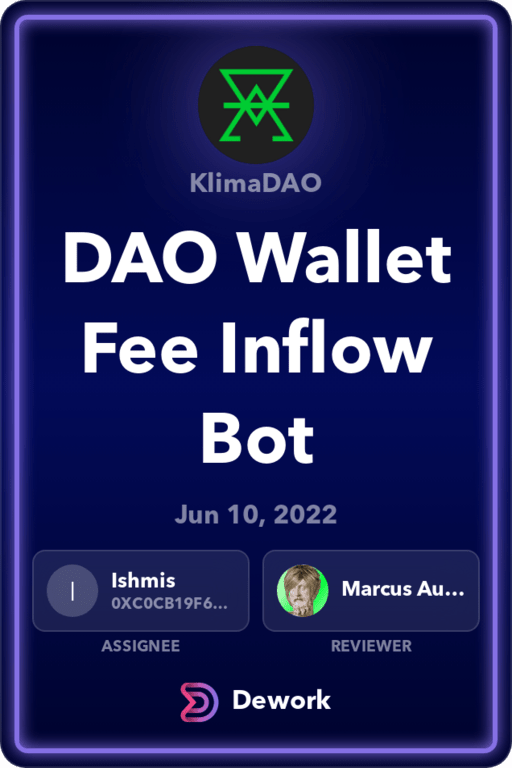 KlimaDAO
DAO Wallet
Fee Inflow
Bot
Jun 10, 2022
I
Ishmis
0XC0CB19F6...
ASSIGNEE
Marcus Au...
REVIEWER
Dework